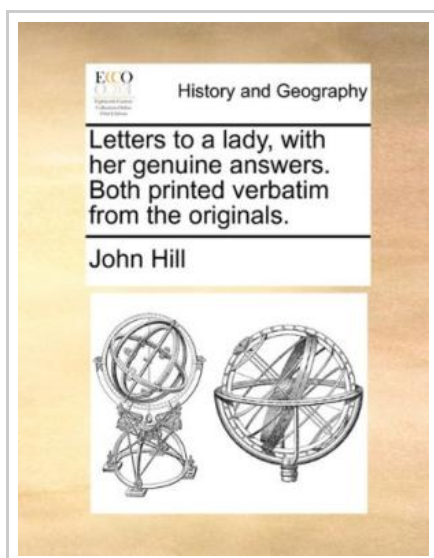 ECCO
History and Geography
Letters to a lady, with
her genuine answers.
Both printed verbatim
from the originals.
John Hill